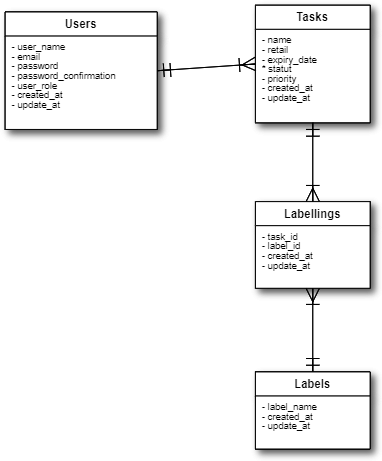 Users
- user_name
- email
- password
- password_confirmation
- user_role
- created_at
- update_at
Tasks
- name
- retail
- expiry_date
* statut
- priority
- created_at
- update_at
Labellings
- task_id
- label_id
- created_at
- update_at
Labels
- label_name
- created_at
- update_at